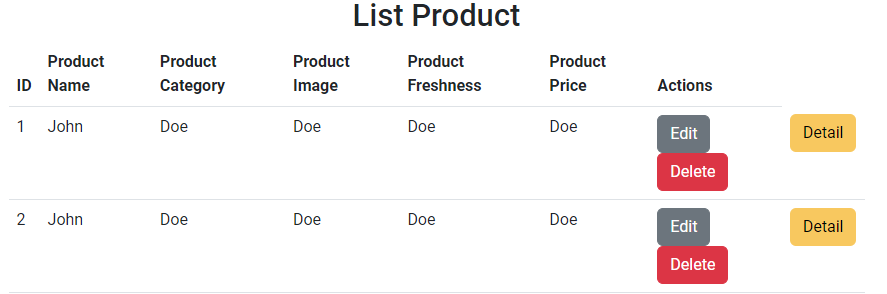 List Product
ID Product Name Product Category Product Image Product Freshness Product Price Actions
1 John Doe Doe Doe Doe Edit Delete Detail
2 John Doe Doe Doe Doe Edit Delete Detail